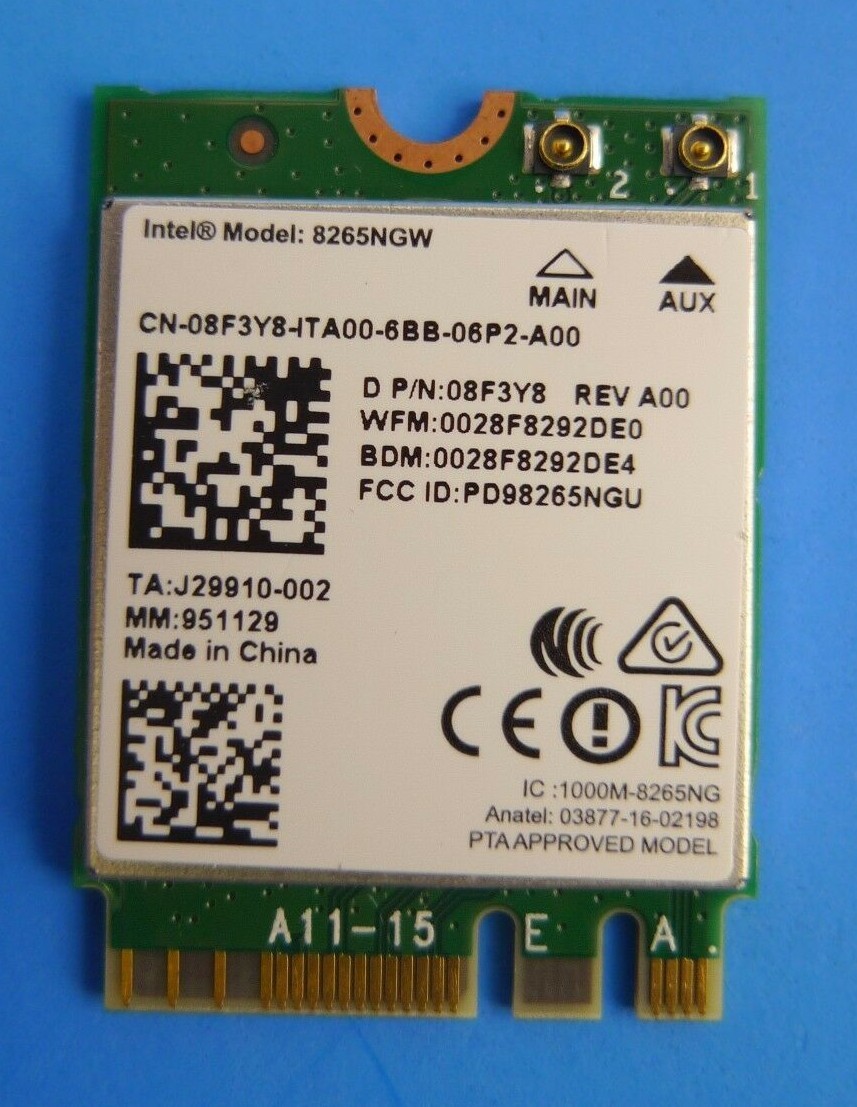 2 1
Intel® Model: 8265NGW
MAIN AUX
CN-08F3Y8-ITA00-6BB-06P2-A00
D P/N:08F3Y8 REV A00
WFM:0028F8292DE0
BDM:0028F8292DE4
FCC ID:PD98265NGU
TA:J29910-002
MM:951129
Made in China
CE
IC :1000M-8265NG
Anatel: 03877-16-02198
PTA APPROVED MODEL
A11-15 E A